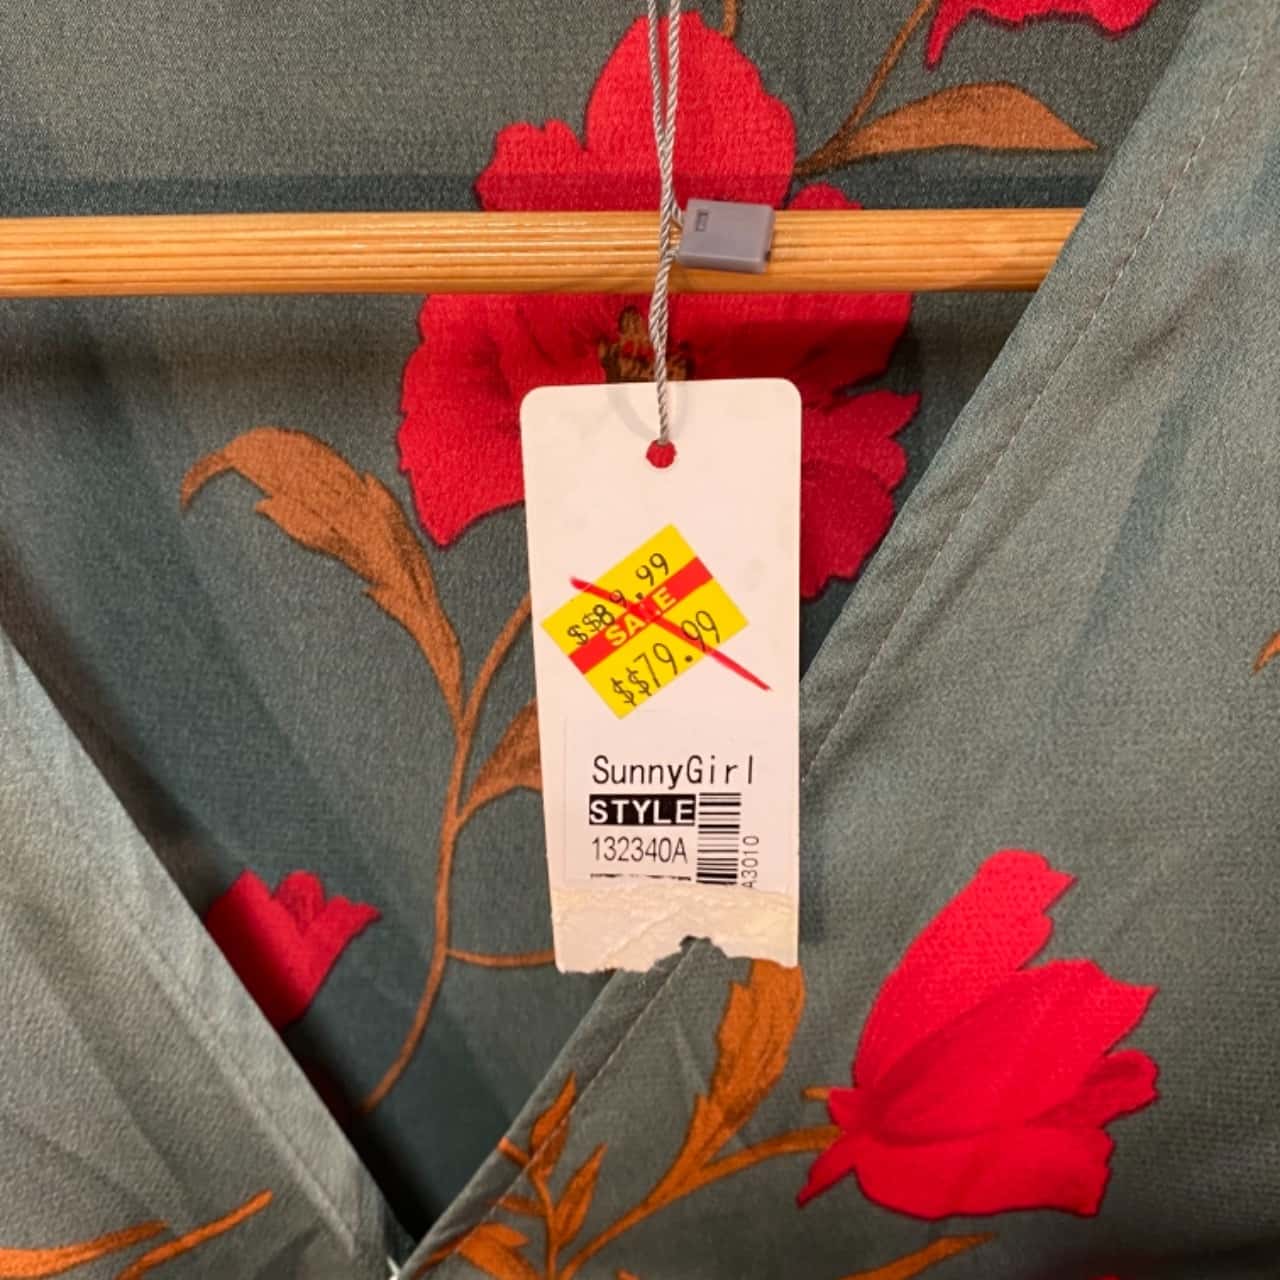 $$89.99
SALE
$$79.99
SunnyGirl
STYLE
132340A
A3010